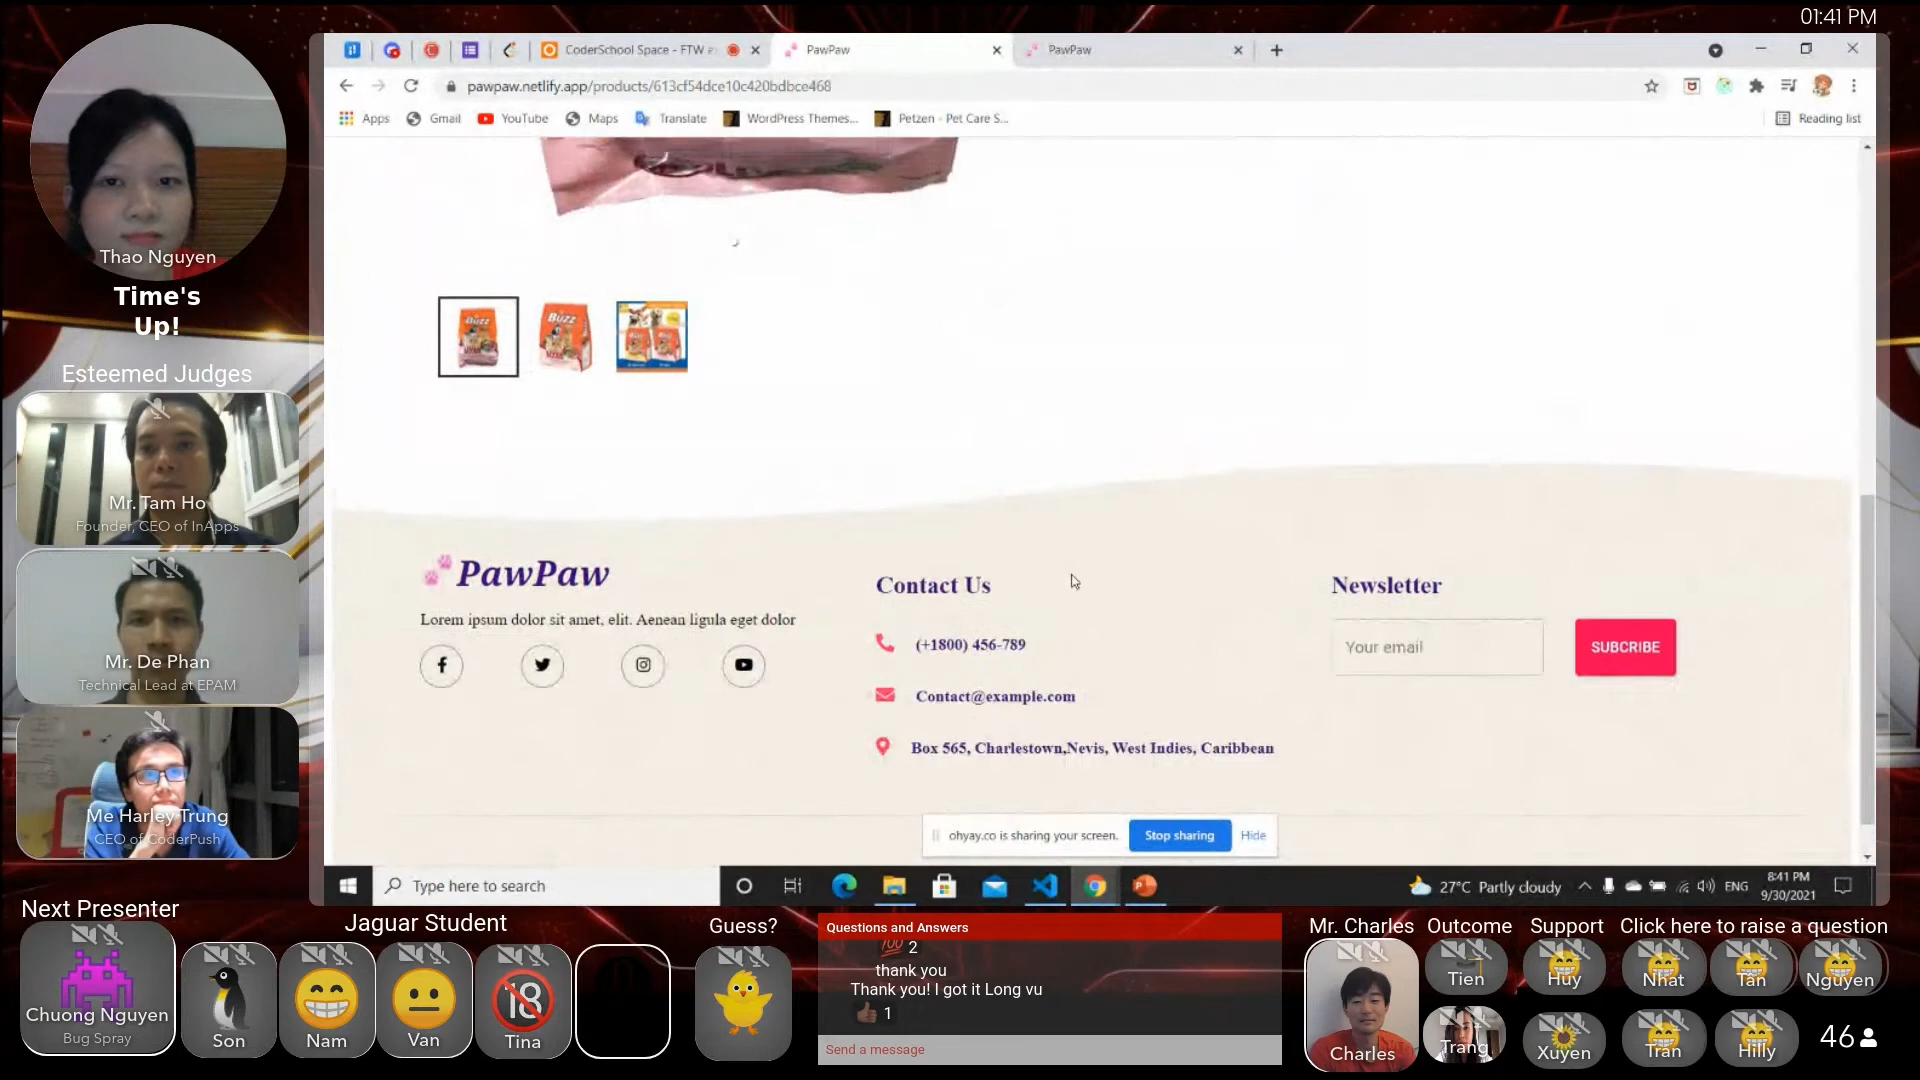 01:41 PM
CoderSchool Space - FTW
PawPaw
PawPaw
pawpaw.netlify.app/products/613cf54dce10c420bdbce468
Apps
Gmail
YouTube
Maps
Translate
WordPress Themes...
Petzen - Pet Care S...
Reading list
Thao Nguyen
Time's
Up!
Esteemed Judges
Mr. Tam Ho
Founder, CEO of InApps
Mr. De Phan
Technical Lead at EPAM
Me Harley Trung
CEO of CoderPush
Buzz
Buzz
PawPaw
Lorem ipsum dolor sit amet, elit. Aenean ligula eget dolor
Contact Us
(+1800) 456-789
Contact@example.com
Box 565, Charlestown,Nevis, West Indies, Caribbean
Newsletter
Your email
SUBSCRIBE
ohyay.co is sharing your screen.
Stop sharing
Hide
Type here to search
27°C Partly cloudy
ENG
8:41 PM
9/30/2021
Next Presenter
Chuong Nguyen
Bug Spray
Jaguar Student
Son
Nam
Van
18
Tina
Guess?
Questions and Answers
100 2
thank you
Thank you! I got it Long vu
1
Send a message
Mr. Charles
Charles
Outcome
Tien
Trang
Support
Huy
Xuyen
Click here to raise a question
Nhat
Tan
Nguyen
Tran
Hilly
46